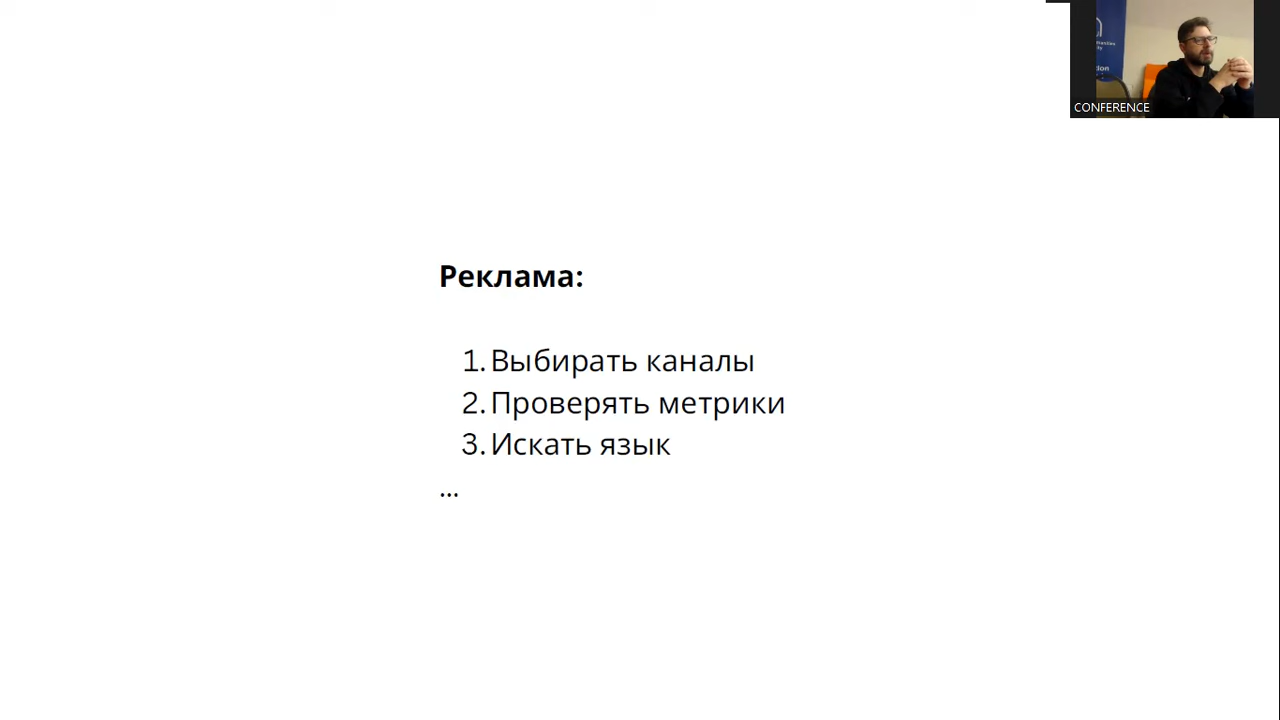 CONFERENCE
Реклама:
1. Выбирать каналы
2. Проверять метрики
3. Искать язык
...